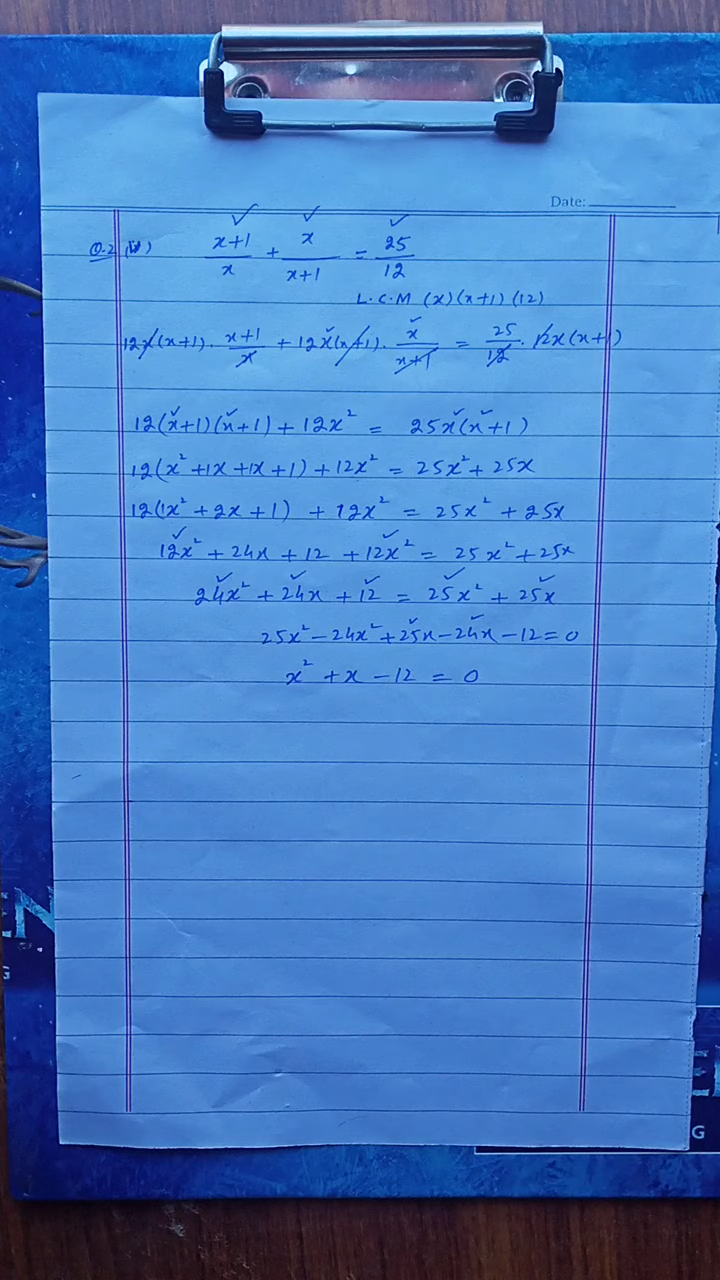 Date:
Q.2 x+1/x + x/x+1 = 25/12
L.C.M (x)(x+1)(12)
12x(x+1). x+1/x + 12x(x+1). x/x+1 = 25/12 . 12x(x+1)
12(x+1)(x+1) + 12x² = 25x(x+1)
12(x²+1x+1x+1)+12x² = 25x²+25x
12(1x²+2x+1) + 12x² = 25x² + 25x
12x² + 24x + 12 + 12x² = 25x²+25x
24x² + 24x + 12 = 25x² + 25x
25x²-24x²+25x-24x-12=0
x² + x - 12 = 0
EN
G
G